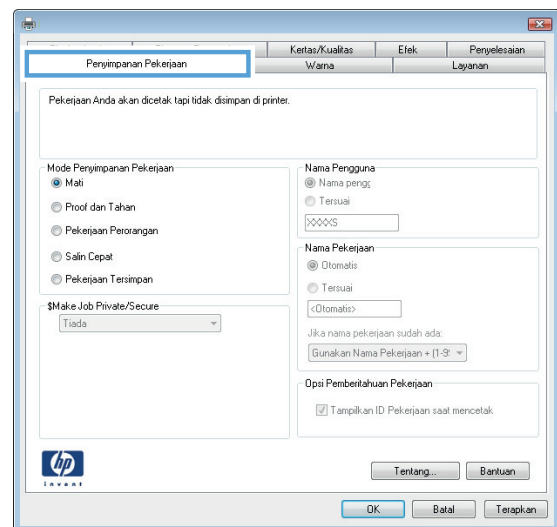 Kertas/Kualitas Efek Penyelesaian
Penyimpanan Pekerjaan Warna Layanan
Pekerjaan Anda akan dicetak tapi tidak disimpan di printer.
Mode Penyimpanan Pekerjaan
Mati
Proof dan Tahan
Pekerjaan Perorangan
Salin Cepat
Pekerjaan Tersimpan
$Make Job Private/Secure
Tiada
Nama Pengguna
Nama pengg
Tersuai
XXXXS
Nama Pekerjaan
Otomatis
Tersuai
<Otomatis>
Jika nama pekerjaan sudah ada:
Gunakan Nama Pekerjaan + (1-9
Opsi Pemberitahuan Pekerjaan
Tampilkan ID Pekerjaan saat mencetak
hp
invent
Tentang... Bantuan
OK Batal Terapkan